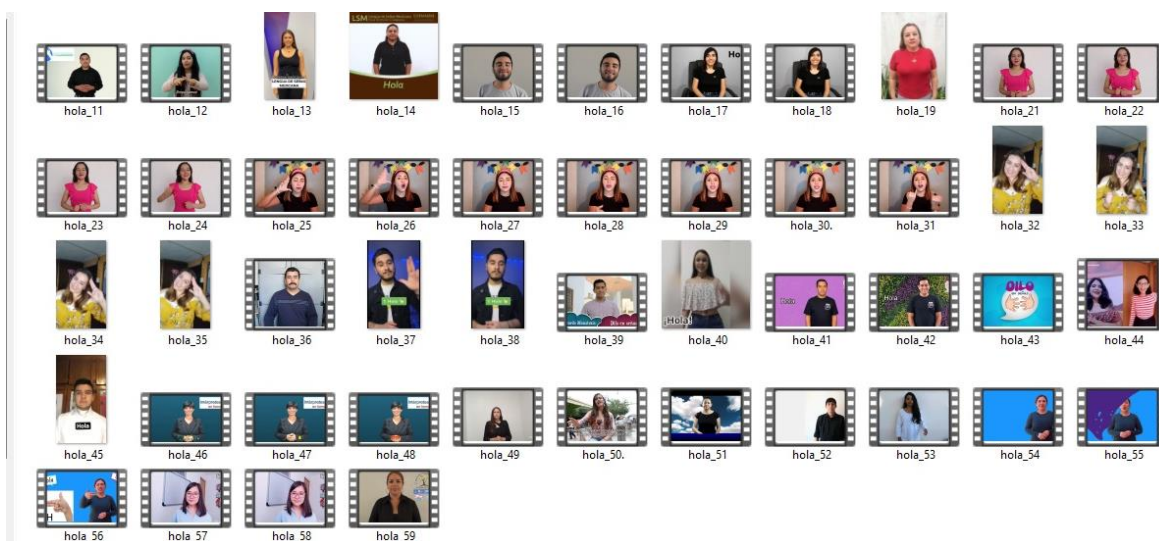 LSM
Hola
Ho
hola_11 hola_12 hola_13 hola_14 hola_15 hola_16 hola_17 hola_18 hola_19 hola_21 hola_22
hola_23 hola_24 hola_25 hola_26 hola_27 hola_28 hola_29 hola_30. hola_31 hola_32 hola_33
Hola
Hola
¡Hola!
DILO
hola_34 hola_35 hola_36 hola_37 hola_38 hola_39 hola_40 hola_41 hola_42 hola_43 hola_44
Hola
hola_45 hola_46 hola_47 hola_48 hola_49 hola_50. hola_51 hola_52 hola_53 hola_54 hola_55
hola_56 hola_57 hola_58 hola_59